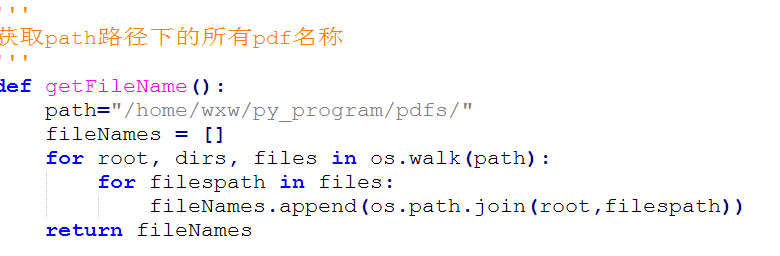 '''
获取path路径下的所有pdf名称
'''
def getFileName():
    path="/home/wxw/py_program/pdfs/"
    fileNames = []
    for root, dirs, files in os.walk(path):
        for filespath in files:
            fileNames.append(os.path.join(root,filespath))
    return fileNames